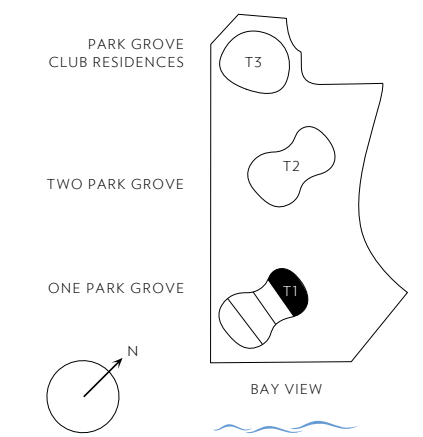 PARK GROVE
CLUB RESIDENCES
T3
T2
TWO PARK GROVE
ONE PARK GROVE
T1
N
BAY VIEW